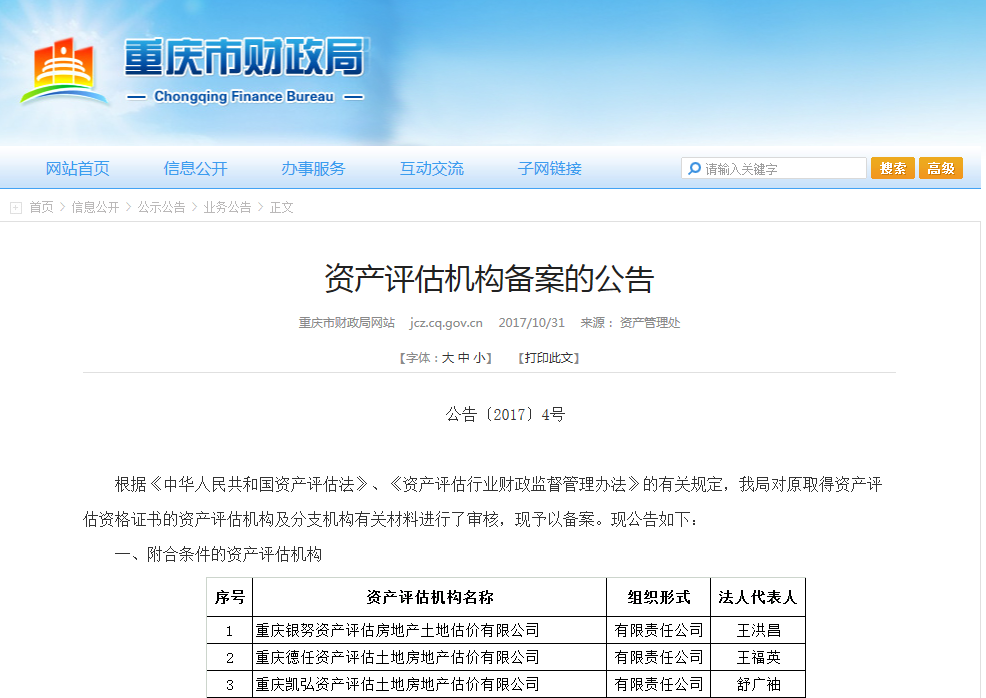 重庆市财政局
Chongqing Finance Bureau
网站首页 信息公开 办事服务 互动交流 子网链接 请输入关键字 搜索 高级
首页 > 信息公开 > 公示公告 > 业务公告 > 正文
资产评估机构备案的公告
重庆市财政局网站 jcz.cq.gov.cn 2017/10/31 来源： 资产管理处
【字体：大 中 小】 【打印此文】
公告〔2017〕4号
根据《中华人民共和国资产评估法》、《资产评估行业财政监督管理办法》的有关规定，我局对原取得资产评
估资格证书的资产评估机构及分支机构有关材料进行了审核，现予以备案。现公告如下：
一、附合条件的资产评估机构
序号 资产评估机构名称 组织形式 法人代表人
1 重庆银努资产评估房地产土地估价有限公司 有限责任公司 王洪昌
2 重庆德任资产评估土地房地产估价有限公司 有限责任公司 王福英
3 重庆凯弘资产评估土地房地产估价有限公司 有限责任公司 舒广袖